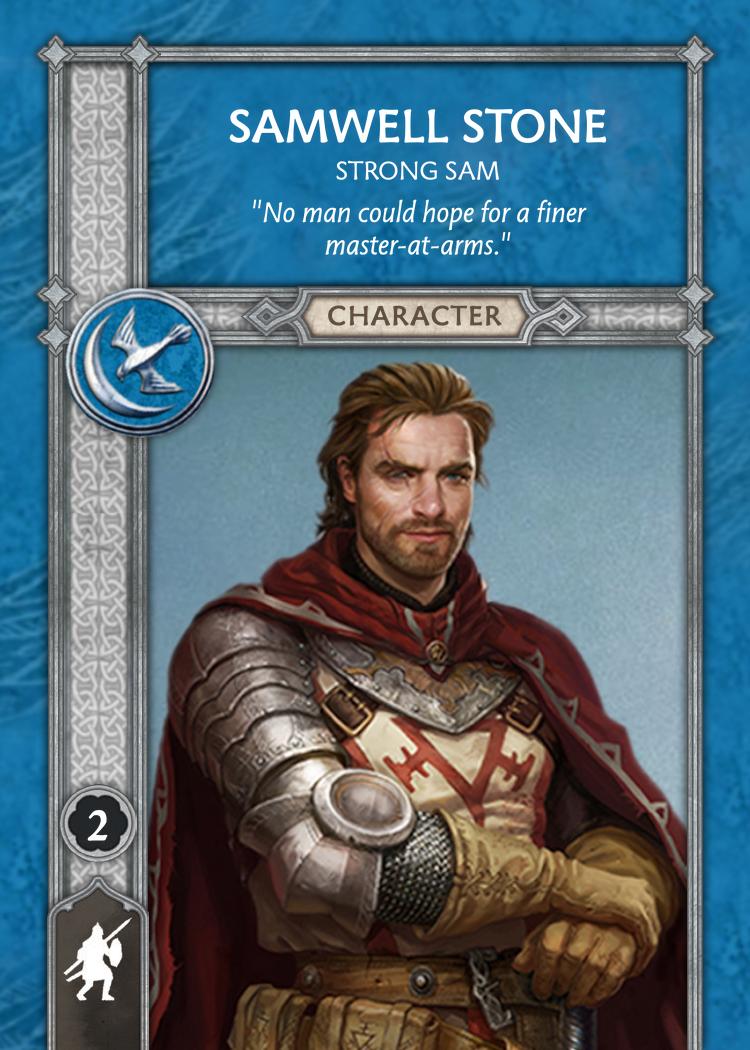 SAMWELL STONE
STRONG SAM
"No man could hope for a finer
master-at-arms."
CHARACTER
2